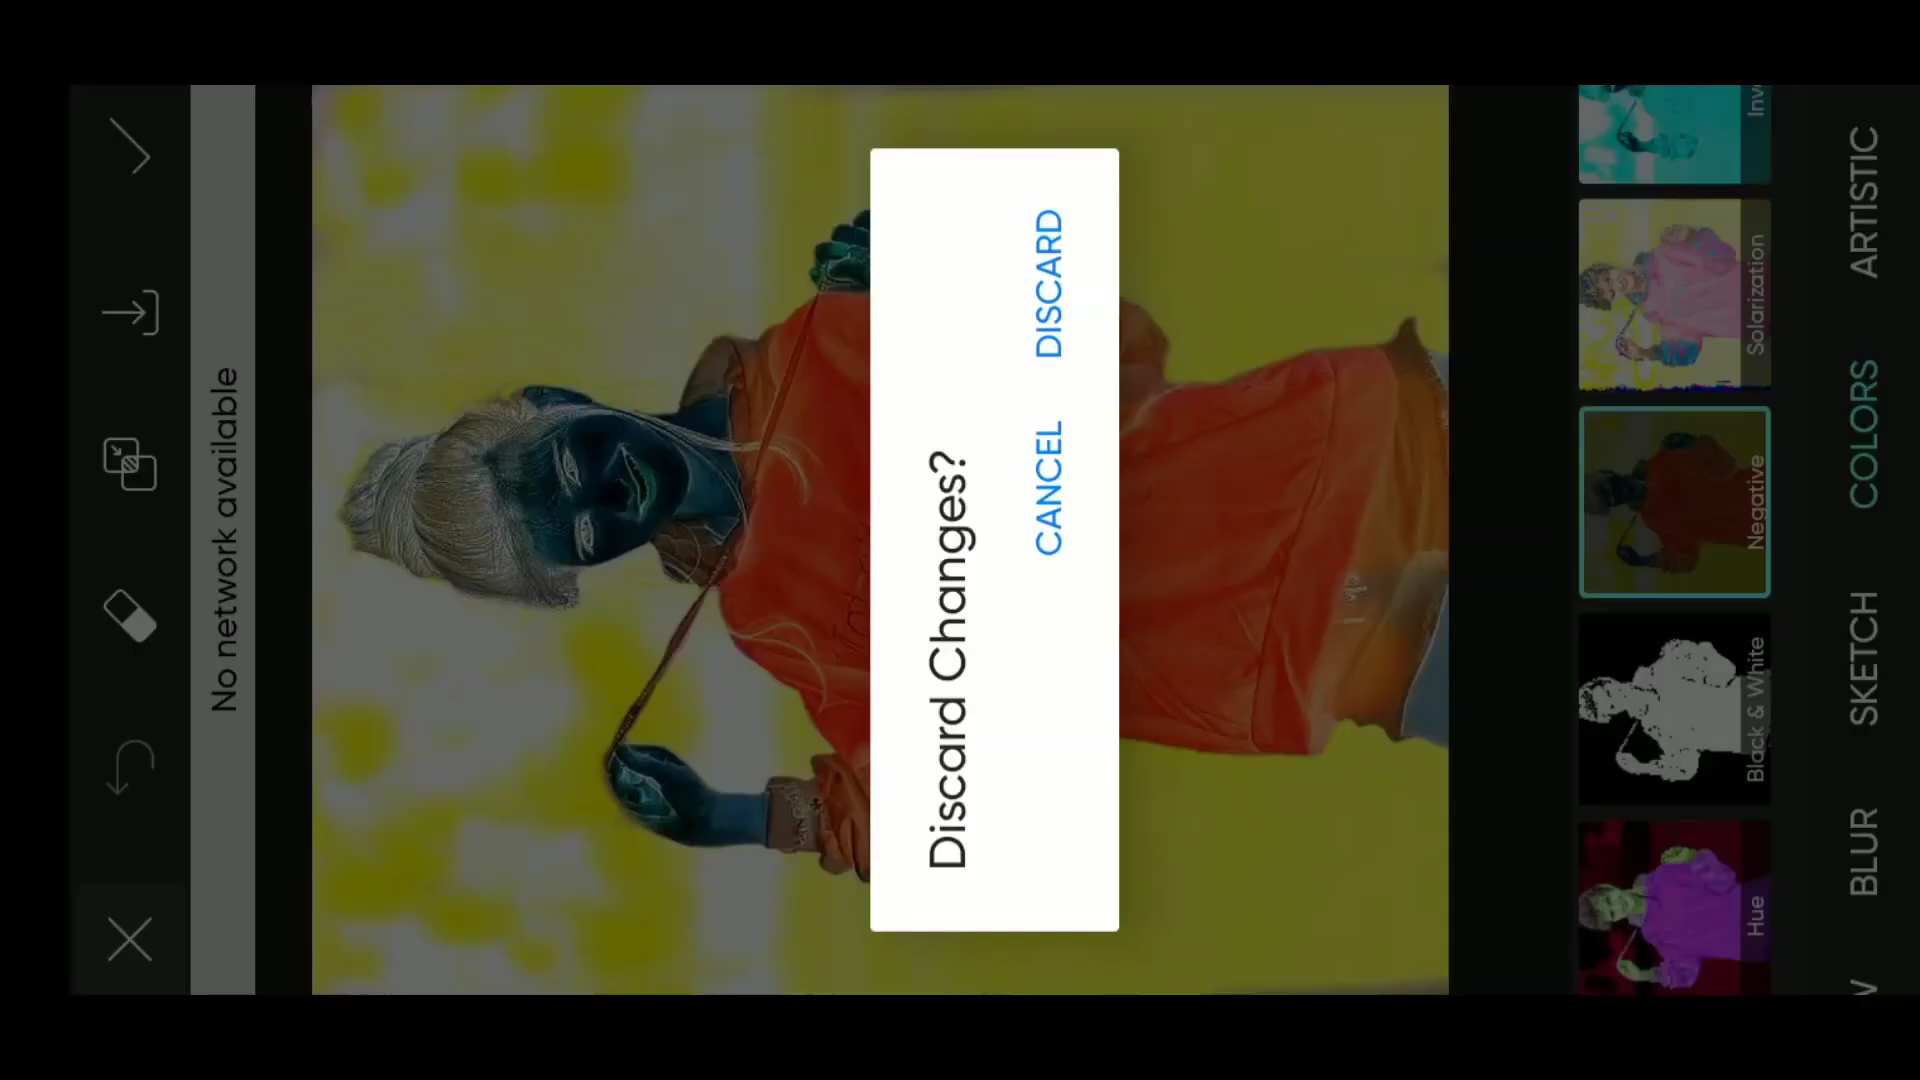 No network available
Discard Changes?
CANCEL DISCARD
Hue
Black & White
Negative
Solarization
BLUR
SKETCH
COLORS
ARTISTIC